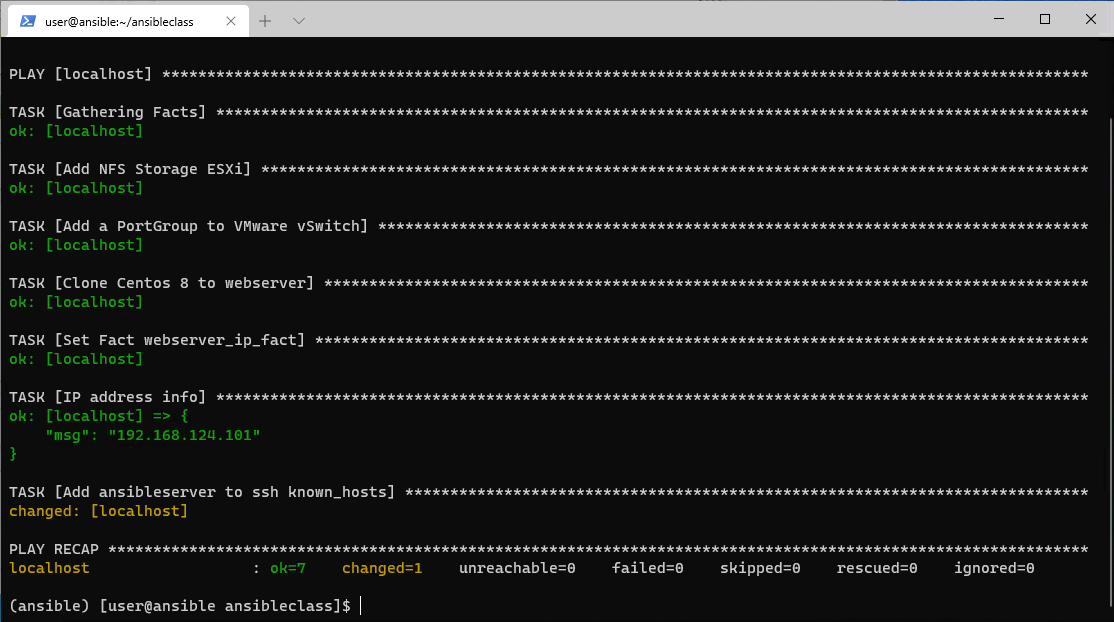 user@ansible:~/ansibleclass
PLAY [localhost] *******************************************************************************************************
TASK [Gathering Facts] *************************************************************************************************
ok: [localhost]
TASK [Add NFS Storage ESXi] ********************************************************************************************
ok: [localhost]
TASK [Add a PortGroup to VMware vSwitch] *******************************************************************************
ok: [localhost]
TASK [Clone Centos 8 to webserver] *************************************************************************************
ok: [localhost]
TASK [Set Fact webserver_ip_fact] **************************************************************************************
ok: [localhost]
TASK [IP address info] *************************************************************************************************
ok: [localhost] => {
    "msg": "192.168.124.101"
}
TASK [Add ansibleserver to ssh known_hosts] ****************************************************************************
changed: [localhost]
PLAY RECAP *************************************************************************************************************
localhost                  : ok=7    changed=1    unreachable=0    failed=0    skipped=0    rescued=0    ignored=0
(ansible) [user@ansible ansibleclass]$